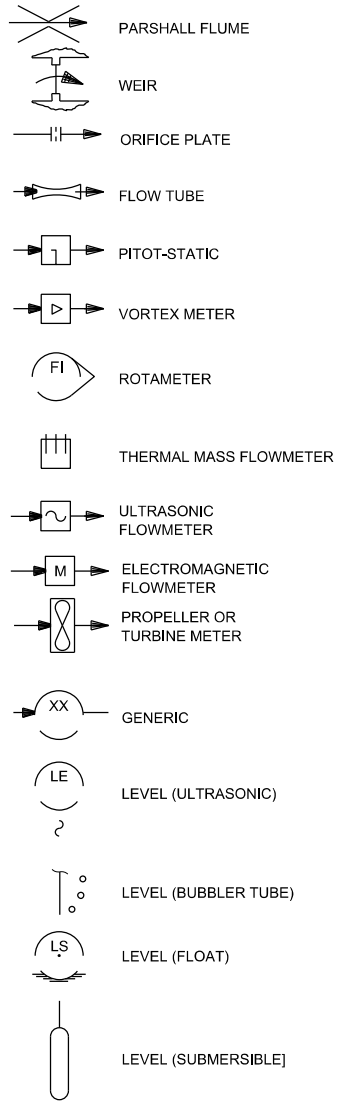 PARSHALL FLUME
WEIR
ORIFICE PLATE
FLOW TUBE
PITOT-STATIC
VORTEX METER
FI
ROTAMETER
THERMAL MASS FLOWMETER
ULTRASONIC
FLOWMETER
M
ELECTROMAGNETIC
FLOWMETER
PROPELLER OR
TURBINE METER
XX
GENERIC
LE
LEVEL (ULTRASONIC)
LEVEL (BUBBLER TUBE)
LS
LEVEL (FLOAT)
LEVEL (SUBMERSIBLE]